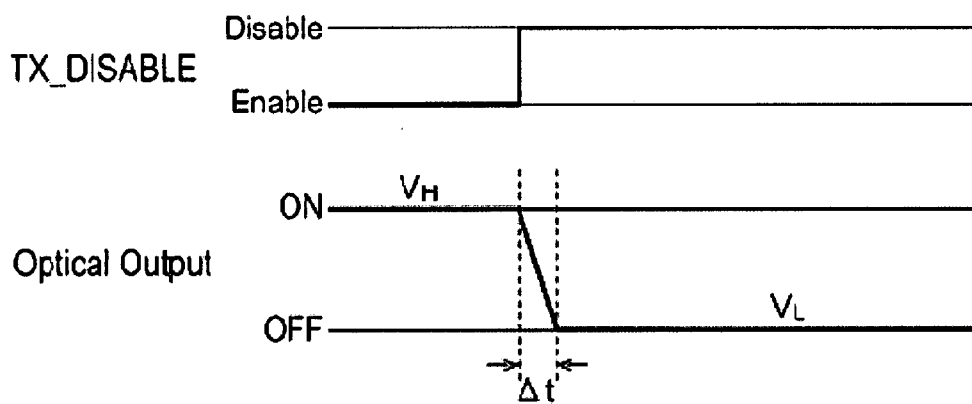 Disable
TX_DISABLE
Enable
VH
ON
Optical Output
VL
OFF
Δt